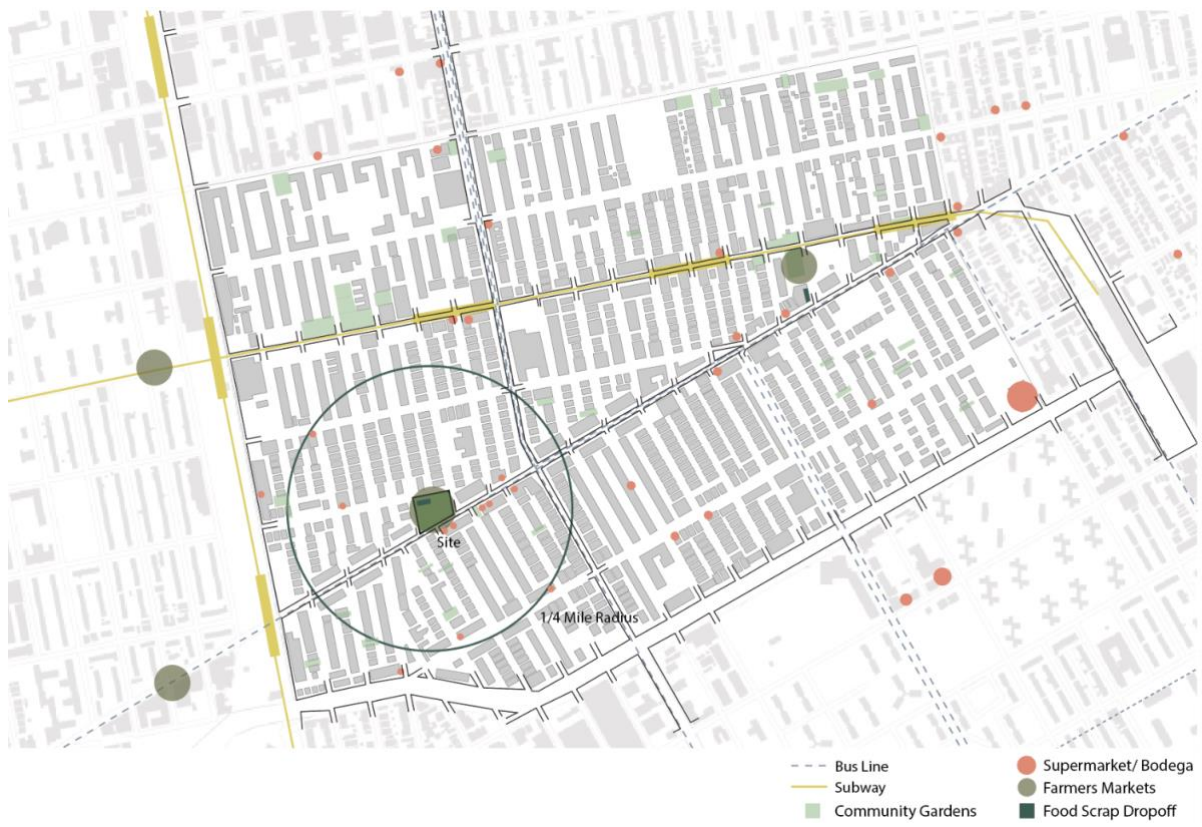 Site
1/4 Mile Radius
Bus Line
Subway
Community Gardens
Supermarket/ Bodega
Farmers Markets
Food Scrap Dropoff